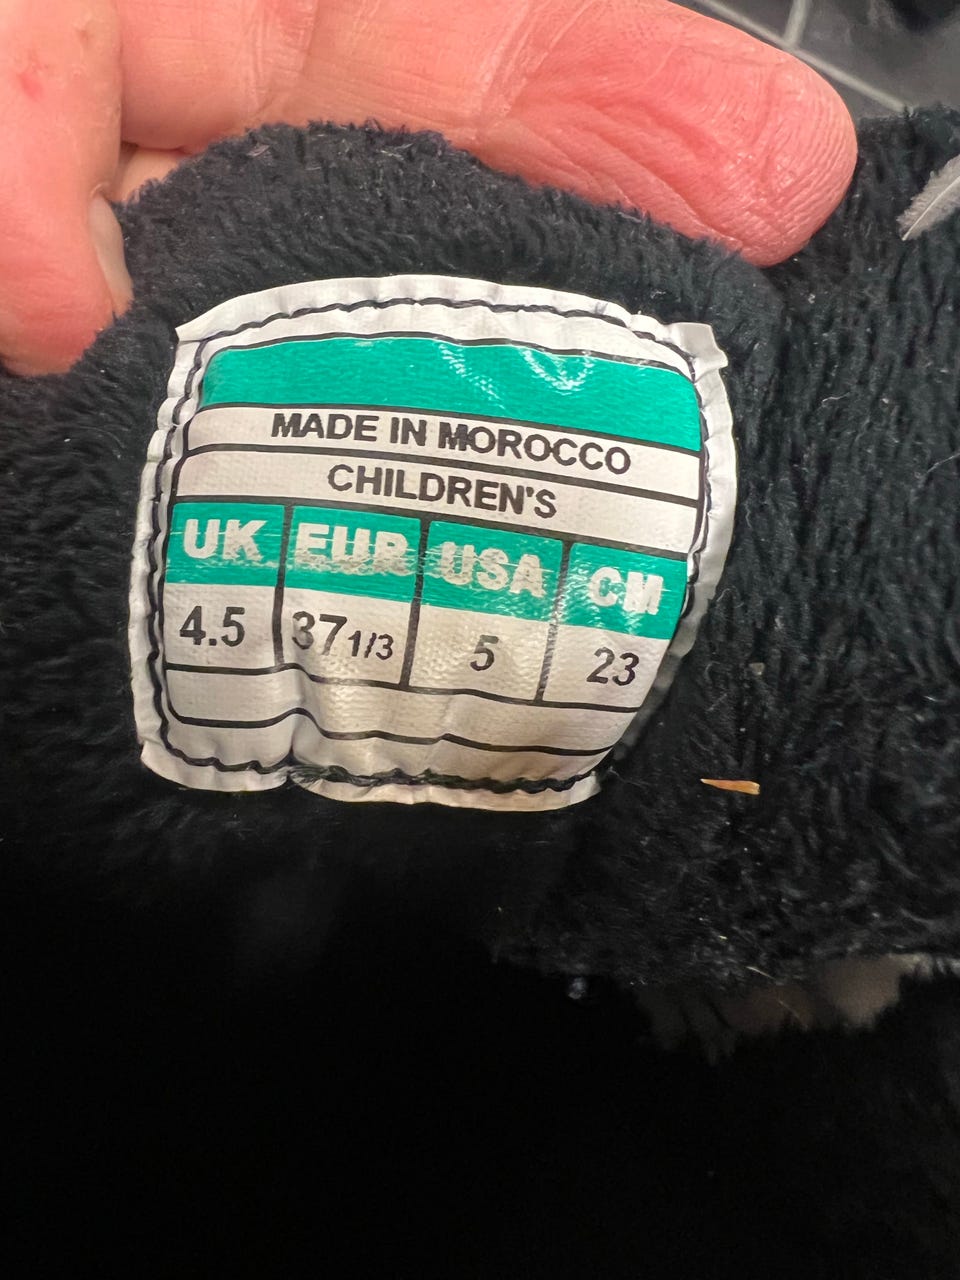 MADE IN MOROCCO
CHILDREN'S
UK EUR USA CM
4.5 37 1/3 5 23